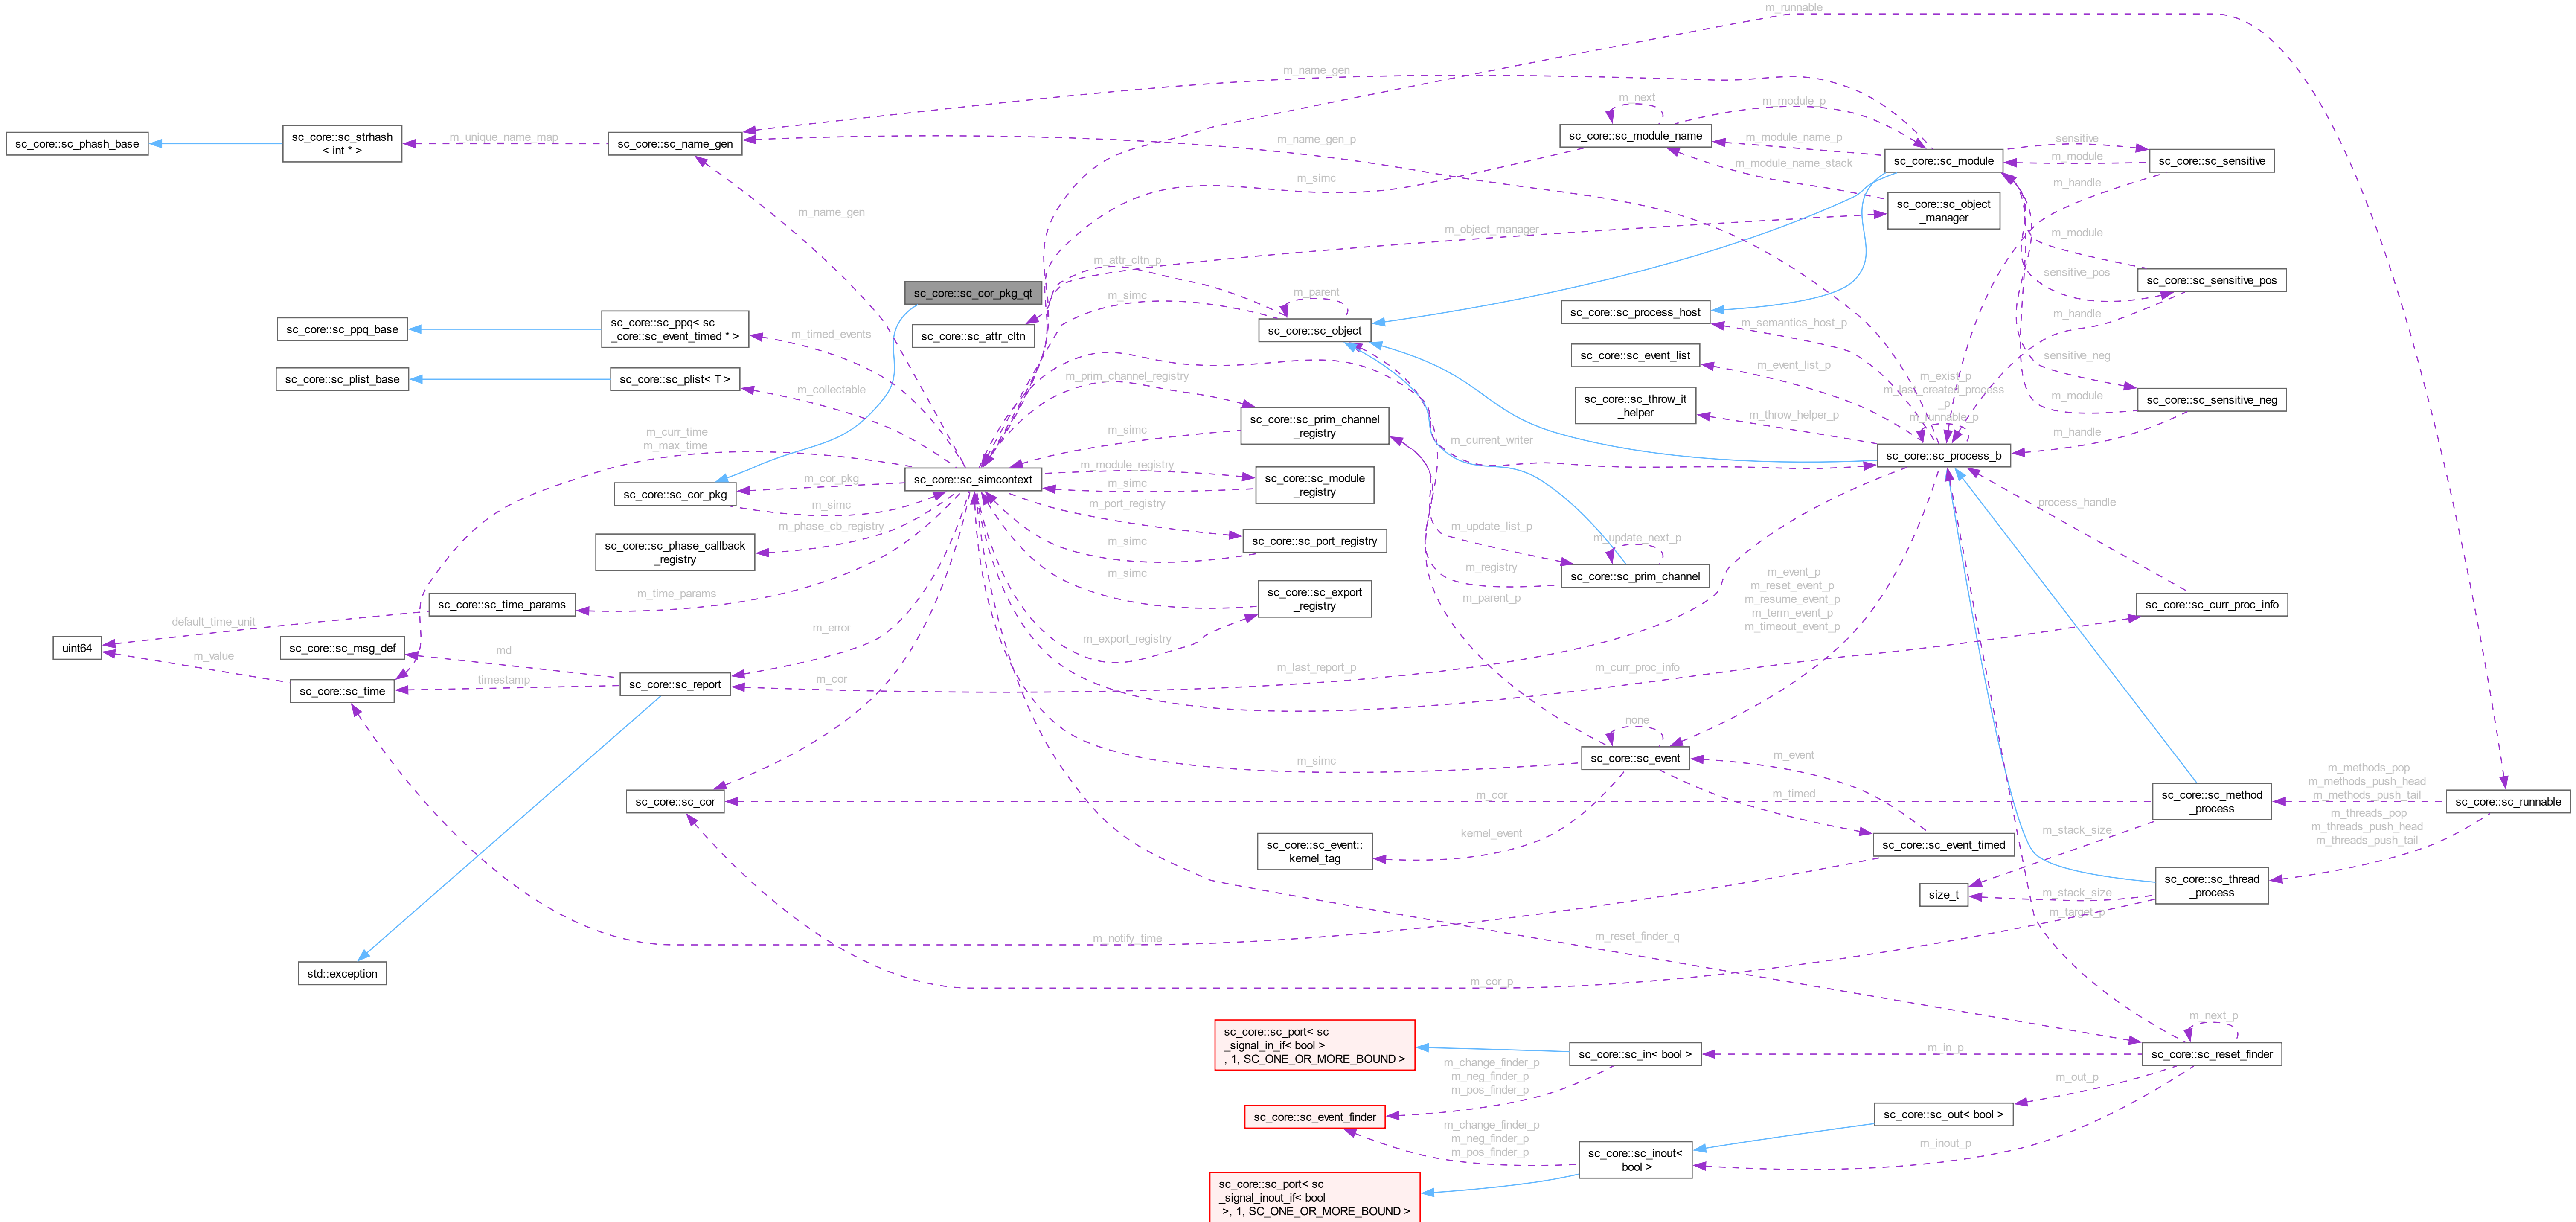 m_runnable
m_name_gen
m_next
m_module_p
sc_core::sc_phash_base
sc_core::sc_strhash
< int * >
m_unique_name_map
sc_core::sc_name_gen
m_name_gen_p
sc_core::sc_module_name
m_module_name_p
sc_core::sc_module
sensitive
m_module
sc_core::sc_sensitive
m_module_name_stack
m_simc
m_handle
m_name_gen
sc_core::sc_object
_manager
m_object_manager
m_module
m_attr_cltn_p
sensitive_pos
sc_core::sc_sensitive_pos
sc_core::sc_cor_pkg_qt
m_parent
m_simc
sc_core::sc_process_host
m_handle
sc_core::sc_ppq_base
sc_core::sc_ppq< sc
_core::sc_event_timed * >
m_timed_events
sc_core::sc_attr_cltn
sc_core::sc_object
m_semantics_host_p
sc_core::sc_event_list
sensitive_neg
m_event_list_p
sc_core::sc_plist_base
sc_core::sc_plist< T >
m_collectable
m_prim_channel_registry
m_exist_p
m_last_created_process
_p
m_runnable_p
m_module
sc_core::sc_sensitive_neg
sc_core::sc_throw_it
_helper
m_throw_helper_p
sc_core::sc_prim_channel
_registry
m_simc
m_curr_time
m_max_time
m_current_writer
m_handle
sc_core::sc_process_b
m_cor_pkg
sc_core::sc_simcontext
m_module_registry
m_simc
sc_core::sc_module
_registry
sc_core::sc_cor_pkg
m_simc
m_port_registry
process_handle
m_phase_cb_registry
m_update_list_p
m_update_next_p
sc_core::sc_phase_callback
_registry
m_simc
sc_core::sc_port_registry
m_registry
sc_core::sc_prim_channel
m_simc
m_parent_p
m_event_p
m_reset_event_p
m_resume_event_p
m_term_event_p
m_timeout_event_p
sc_core::sc_export
_registry
m_time_params
sc_core::sc_time_params
sc_core::sc_curr_proc_info
default_time_unit
m_error
m_export_registry
uint64
sc_core::sc_msg_def
md
m_value
m_last_report_p
m_curr_proc_info
sc_core::sc_time
timestamp
sc_core::sc_report
m_cor
none
m_simc
sc_core::sc_event
m_event
m_methods_pop
m_methods_push_head
m_methods_push_tail
sc_core::sc_cor
m_cor
m_timed
sc_core::sc_method
_process
sc_core::sc_runnable
m_threads_pop
m_threads_push_head
m_threads_push_tail
kernel_event
m_stack_size
sc_core::sc_event::
kernel_tag
sc_core::sc_event_timed
sc_core::sc_thread
_process
size_t
m_stack_size
m_target_p
m_notify_time
m_reset_finder_q
std::exception
m_cor_p
m_next_p
sc_core::sc_port< sc
_signal_in_if< bool >
, 1, SC_ONE_OR_MORE_BOUND >
sc_core::sc_in< bool >
m_in_p
sc_core::sc_reset_finder
m_change_finder_p
m_neg_finder_p
m_pos_finder_p
m_out_p
sc_core::sc_event_finder
sc_core::sc_out< bool >
m_change_finder_p
m_neg_finder_p
m_pos_finder_p
sc_core::sc_inout<
bool >
m_inout_p
sc_core::sc_port< sc
_signal_inout_if< bool
>, 1, SC_ONE_OR_MORE_BOUND >